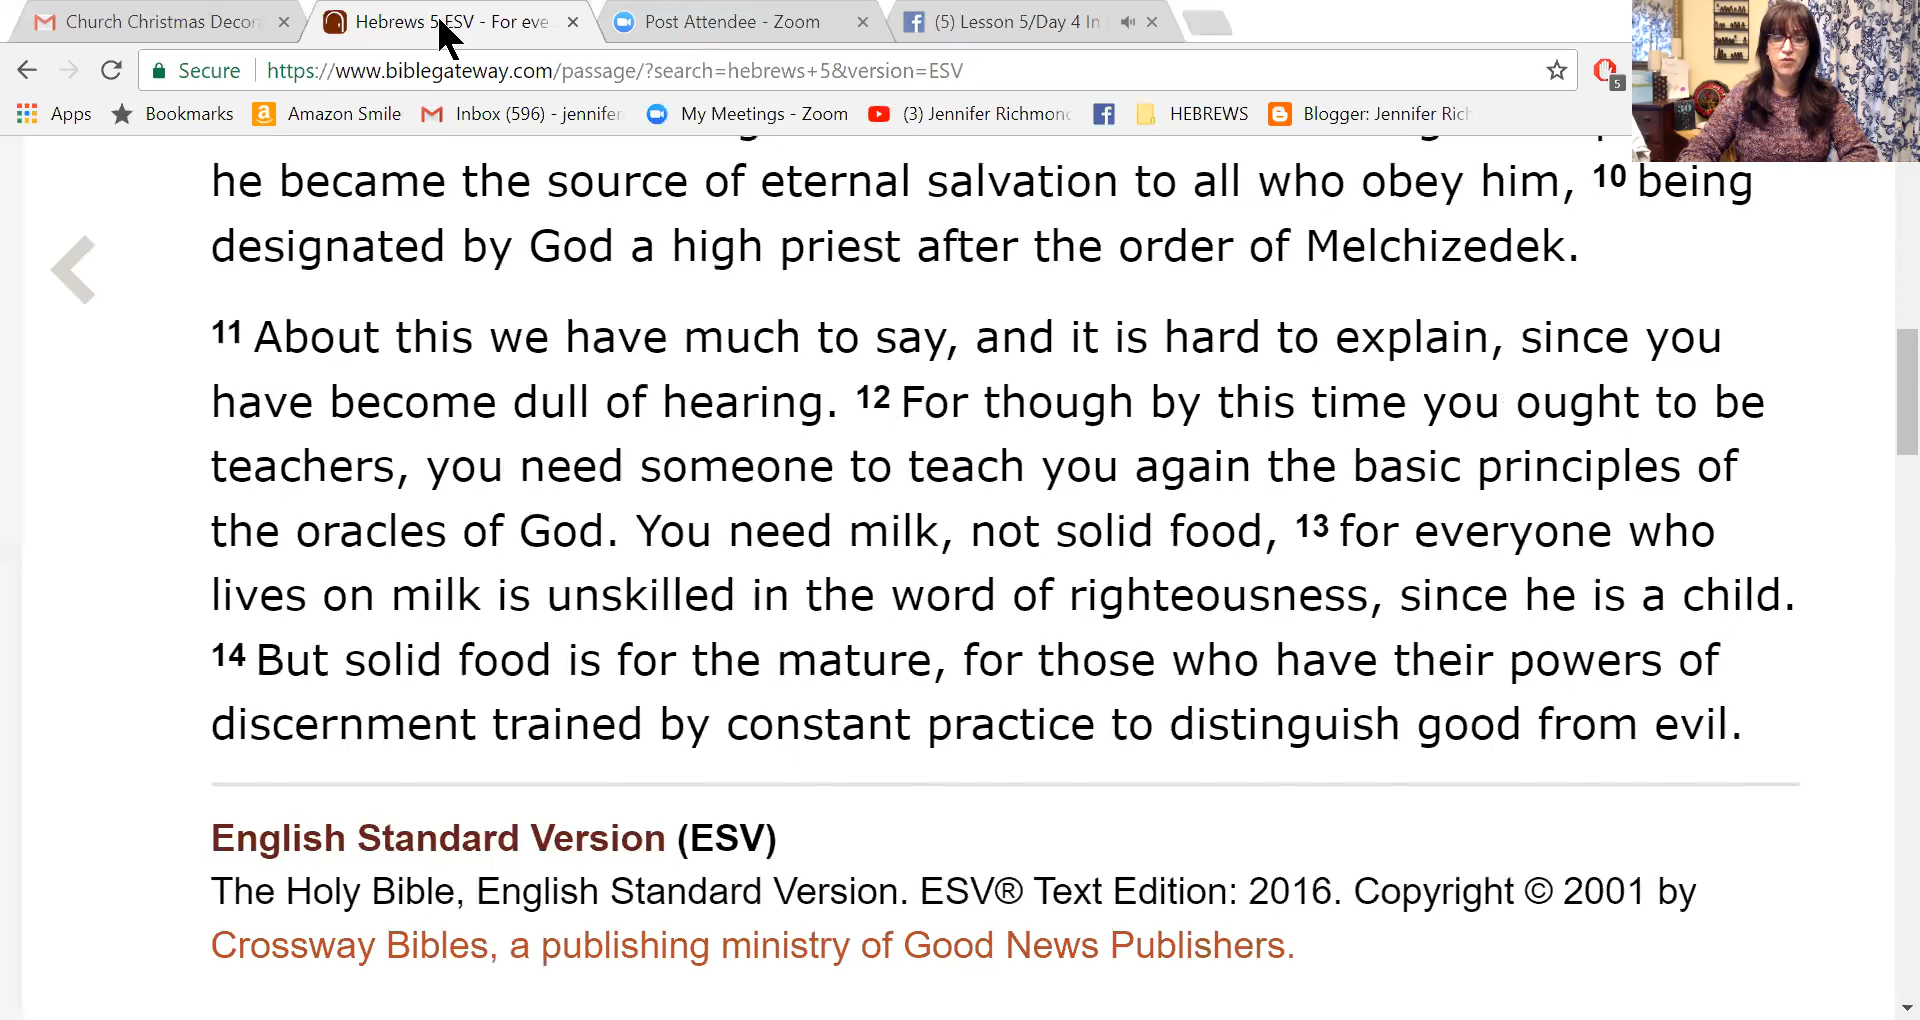 Church Christmas Decor
Hebrews 5 ESV - For eve
Post Attendee - Zoom
(5) Lesson 5/Day 4 In
Secure
https://www.biblegateway.com/passage/?search=hebrews+5&version=ESV
5
Apps
Bookmarks
Amazon Smile
Inbox (596) - jennifer
My Meetings - Zoom
(3) Jennifer Richmond
HEBREWS
Blogger: Jennifer Rich
he became the source of eternal salvation to all who obey him, 10 being
designated by God a high priest after the order of Melchizedek.
11 About this we have much to say, and it is hard to explain, since you
have become dull of hearing. 12 For though by this time you ought to be
teachers, you need someone to teach you again the basic principles of
the oracles of God. You need milk, not solid food, 13 for everyone who
lives on milk is unskilled in the word of righteousness, since he is a child.
14 But solid food is for the mature, for those who have their powers of
discernment trained by constant practice to distinguish good from evil.
English Standard Version (ESV)
The Holy Bible, English Standard Version. ESV® Text Edition: 2016. Copyright © 2001 by
Crossway Bibles, a publishing ministry of Good News Publishers.